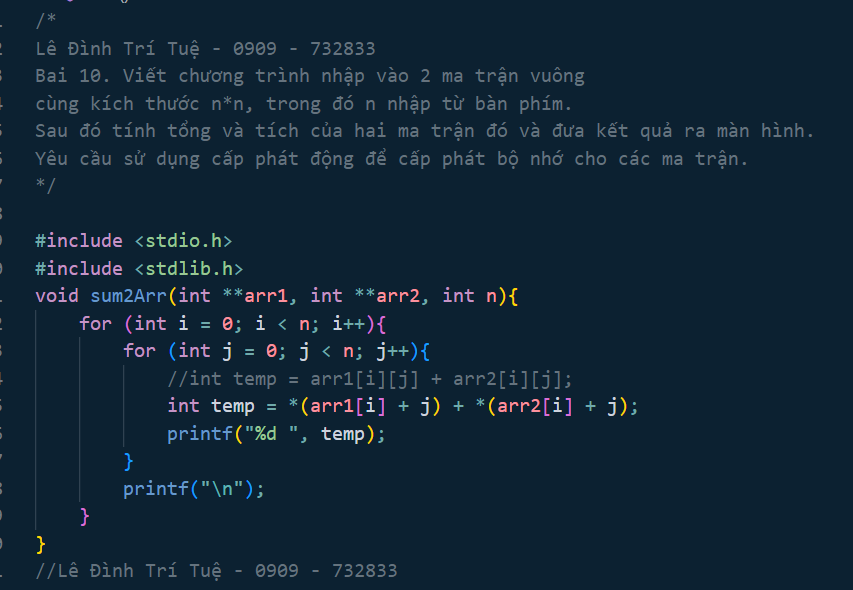 /*
Lê Đình Trí Tuệ - 0909 - 732833
Bai 10. Viết chương trình nhập vào 2 ma trận vuông
cùng kích thước n*n, trong đó n nhập từ bàn phím.
Sau đó tính tổng và tích của hai ma trận đó và đưa kết quả ra màn hình.
Yêu cầu sử dụng cấp phát động để cấp phát bộ nhớ cho các ma trận.
*/
#include <stdio.h>
#include <stdlib.h>
void sum2Arr(int **arr1, int **arr2, int n){
for (int i = 0; i < n; i++){
for (int j = 0; j < n; j++){
//int temp = arr1[i][j] + arr2[i][j];
int temp = *(arr1[i] + j) + *(arr2[i] + j);
printf("%d ", temp);
}
printf("\n");
}
}
//Lê Đình Trí Tuệ - 0909 - 732833